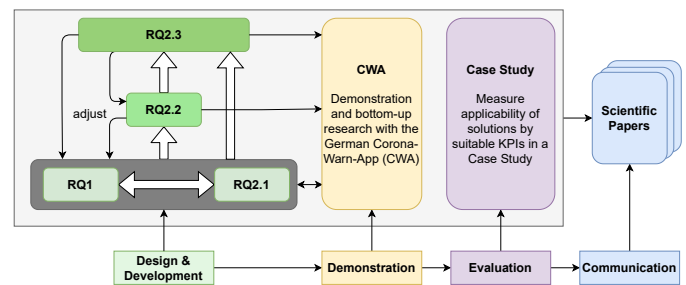 RQ2.3
CWA
Case Study
Demonstration
and bottom-up
research with the
German Corona-
Warn-App (CWA)
Measure
applicability of
solutions by
suitable KPIs in a
Case Study
Scientific
Papers
adjust
RQ2.2
RQ1
RQ2.1
Design &
Development
Demonstration
Evaluation
Communication